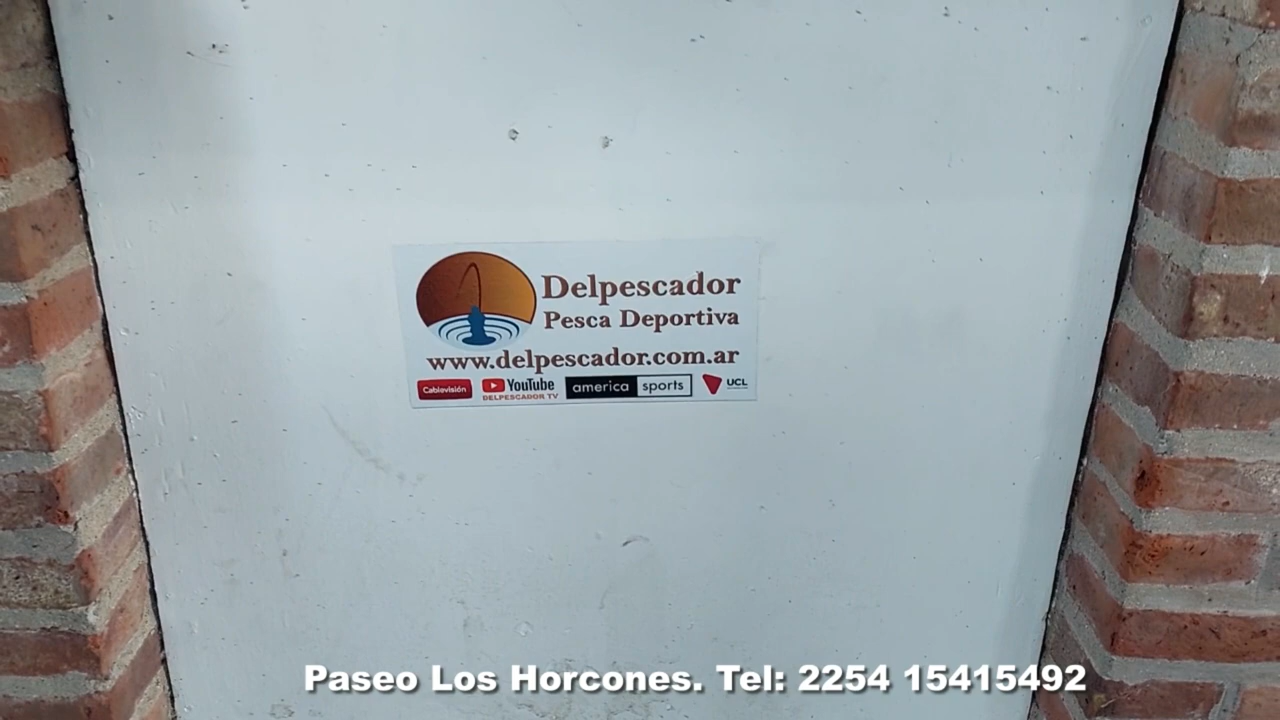 Delpescador
Pesca Deportiva
www.delpescador.com.ar
Cablevisión YouTube america sports UCL
DELPESCADOR TV
Paseo Los Horcones. Tel: 2254 15415492